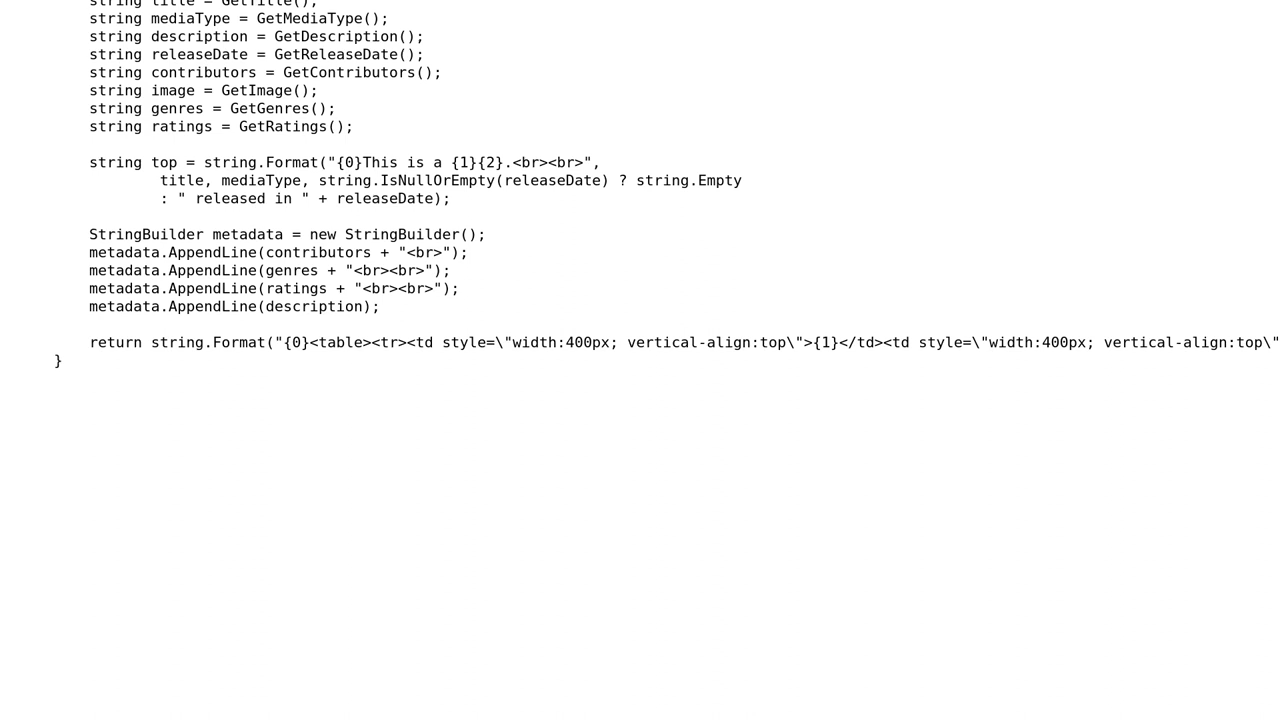 string title = GetTitle();
string mediaType = GetMediaType();
string description = GetDescription();
string releaseDate = GetReleaseDate();
string contributors = GetContributors();
string image = GetImage();
string genres = GetGenres();
string ratings = GetRatings();
string top = string.Format("{0}This is a {1}{2}.<br><br>",
title, mediaType, string.IsNullOrEmpty(releaseDate) ? string.Empty
: " released in " + releaseDate);
StringBuilder metadata = new StringBuilder();
metadata.AppendLine(contributors + "<br>");
metadata.AppendLine(genres + "<br><br>");
metadata.AppendLine(ratings + "<br><br>");
metadata.AppendLine(description);
return string.Format("{0}<table><tr><td style=\"width:400px; vertical-align:top\">{1}</td><td style=\"width:400px; vertical-align:top\"
}